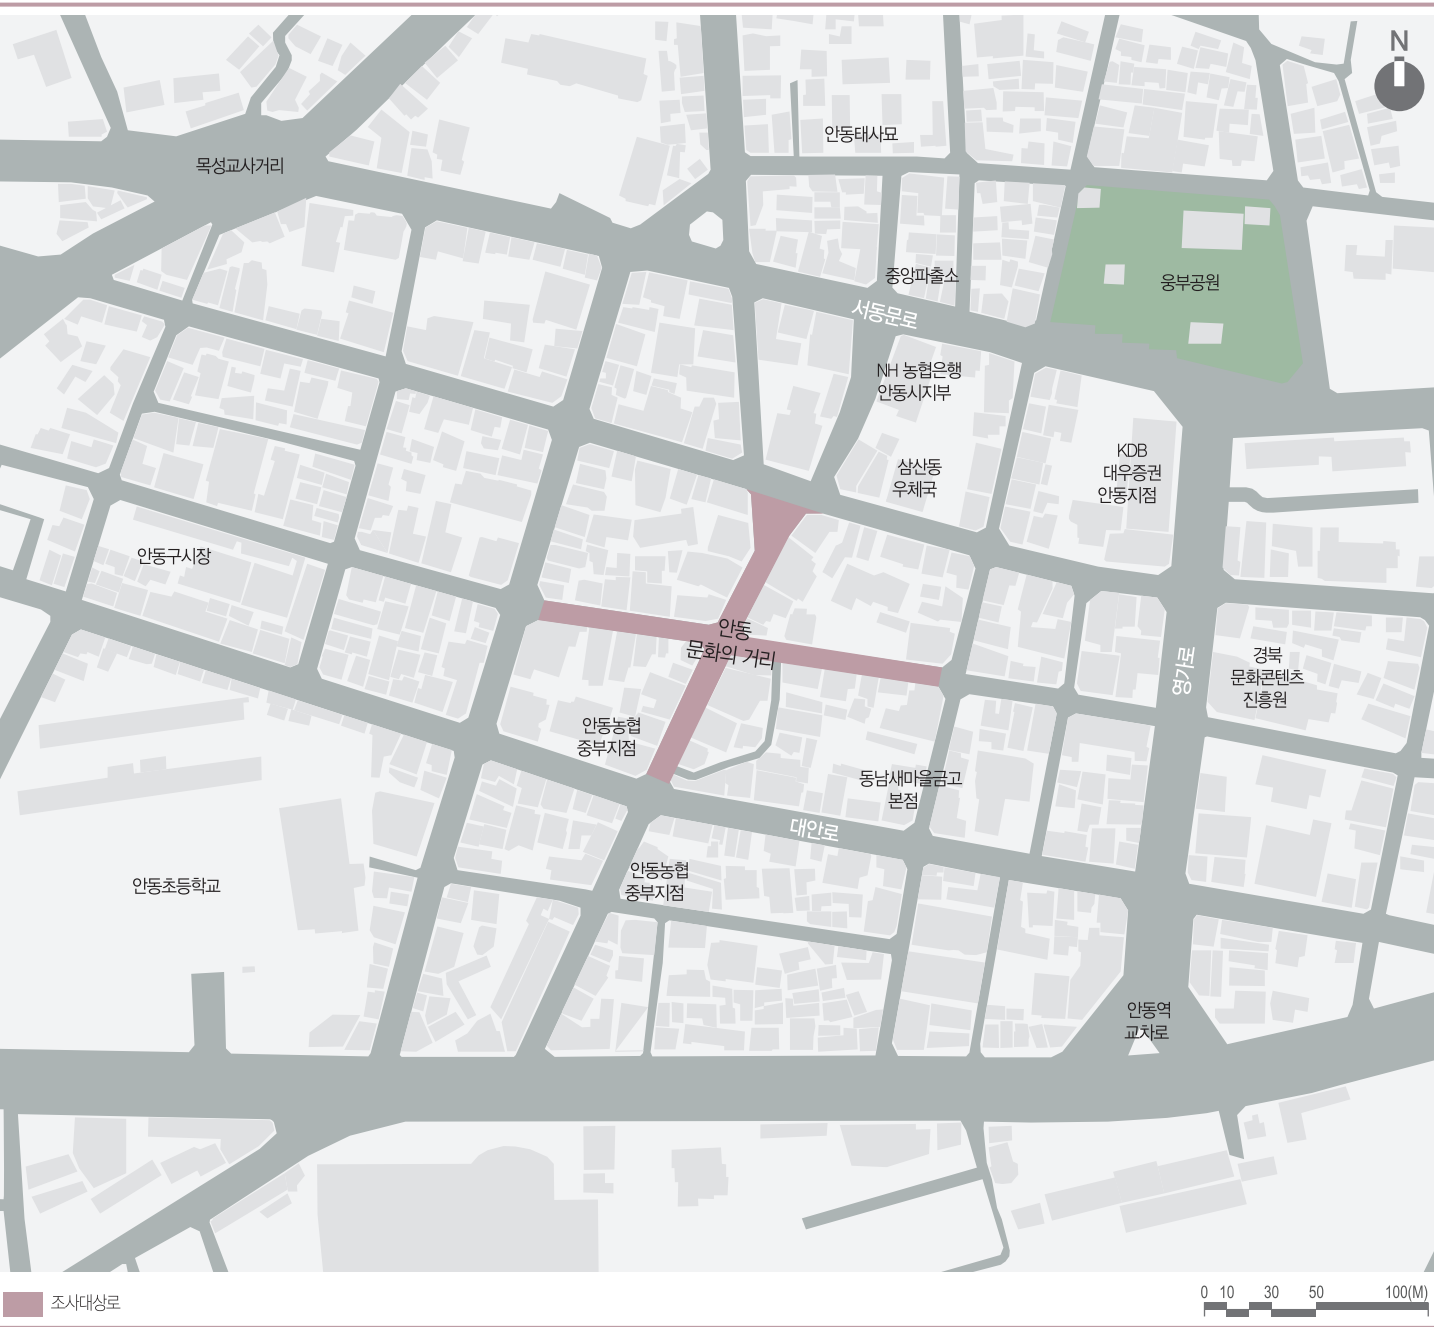 N
안동태사묘
목성교사거리
중앙파출소
웅부공원
서동문로
NH 농협은행
안동시지부
KDB
대우증권
안동지점
삼산동
우체국
안동구시장
안동
문화의 거리
영가로
경북
문화콘텐츠
진흥원
안동농협
중부지점
동남새마을금고
본점
대안로
안동농협
중부지점
안동초등학교
안동역
교차로
조사대상로
0 10 30 50 100(M)